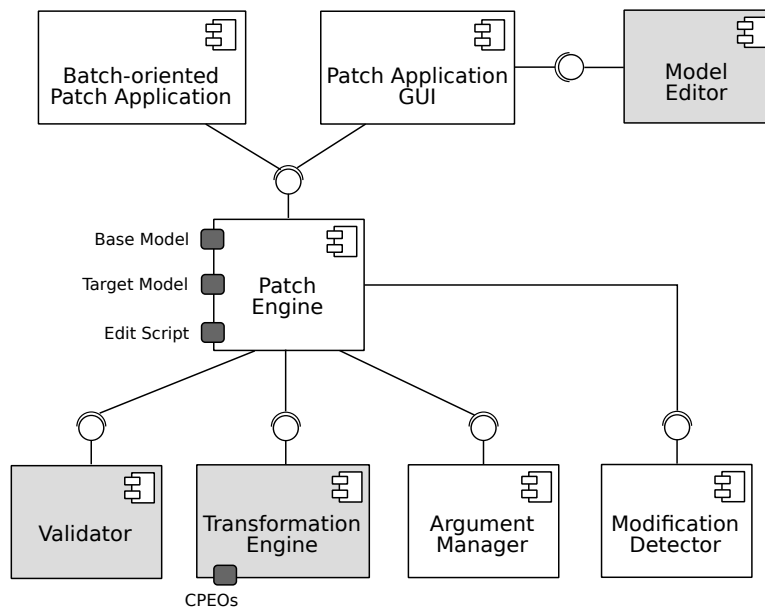 Batch-oriented
Patch Application
Patch Application
GUI
Model
Editor
Base Model
Target Model
Edit Script
Patch
Engine
Validator
Transformation
Engine
Argument
Manager
Modification
Detector
CPEOs